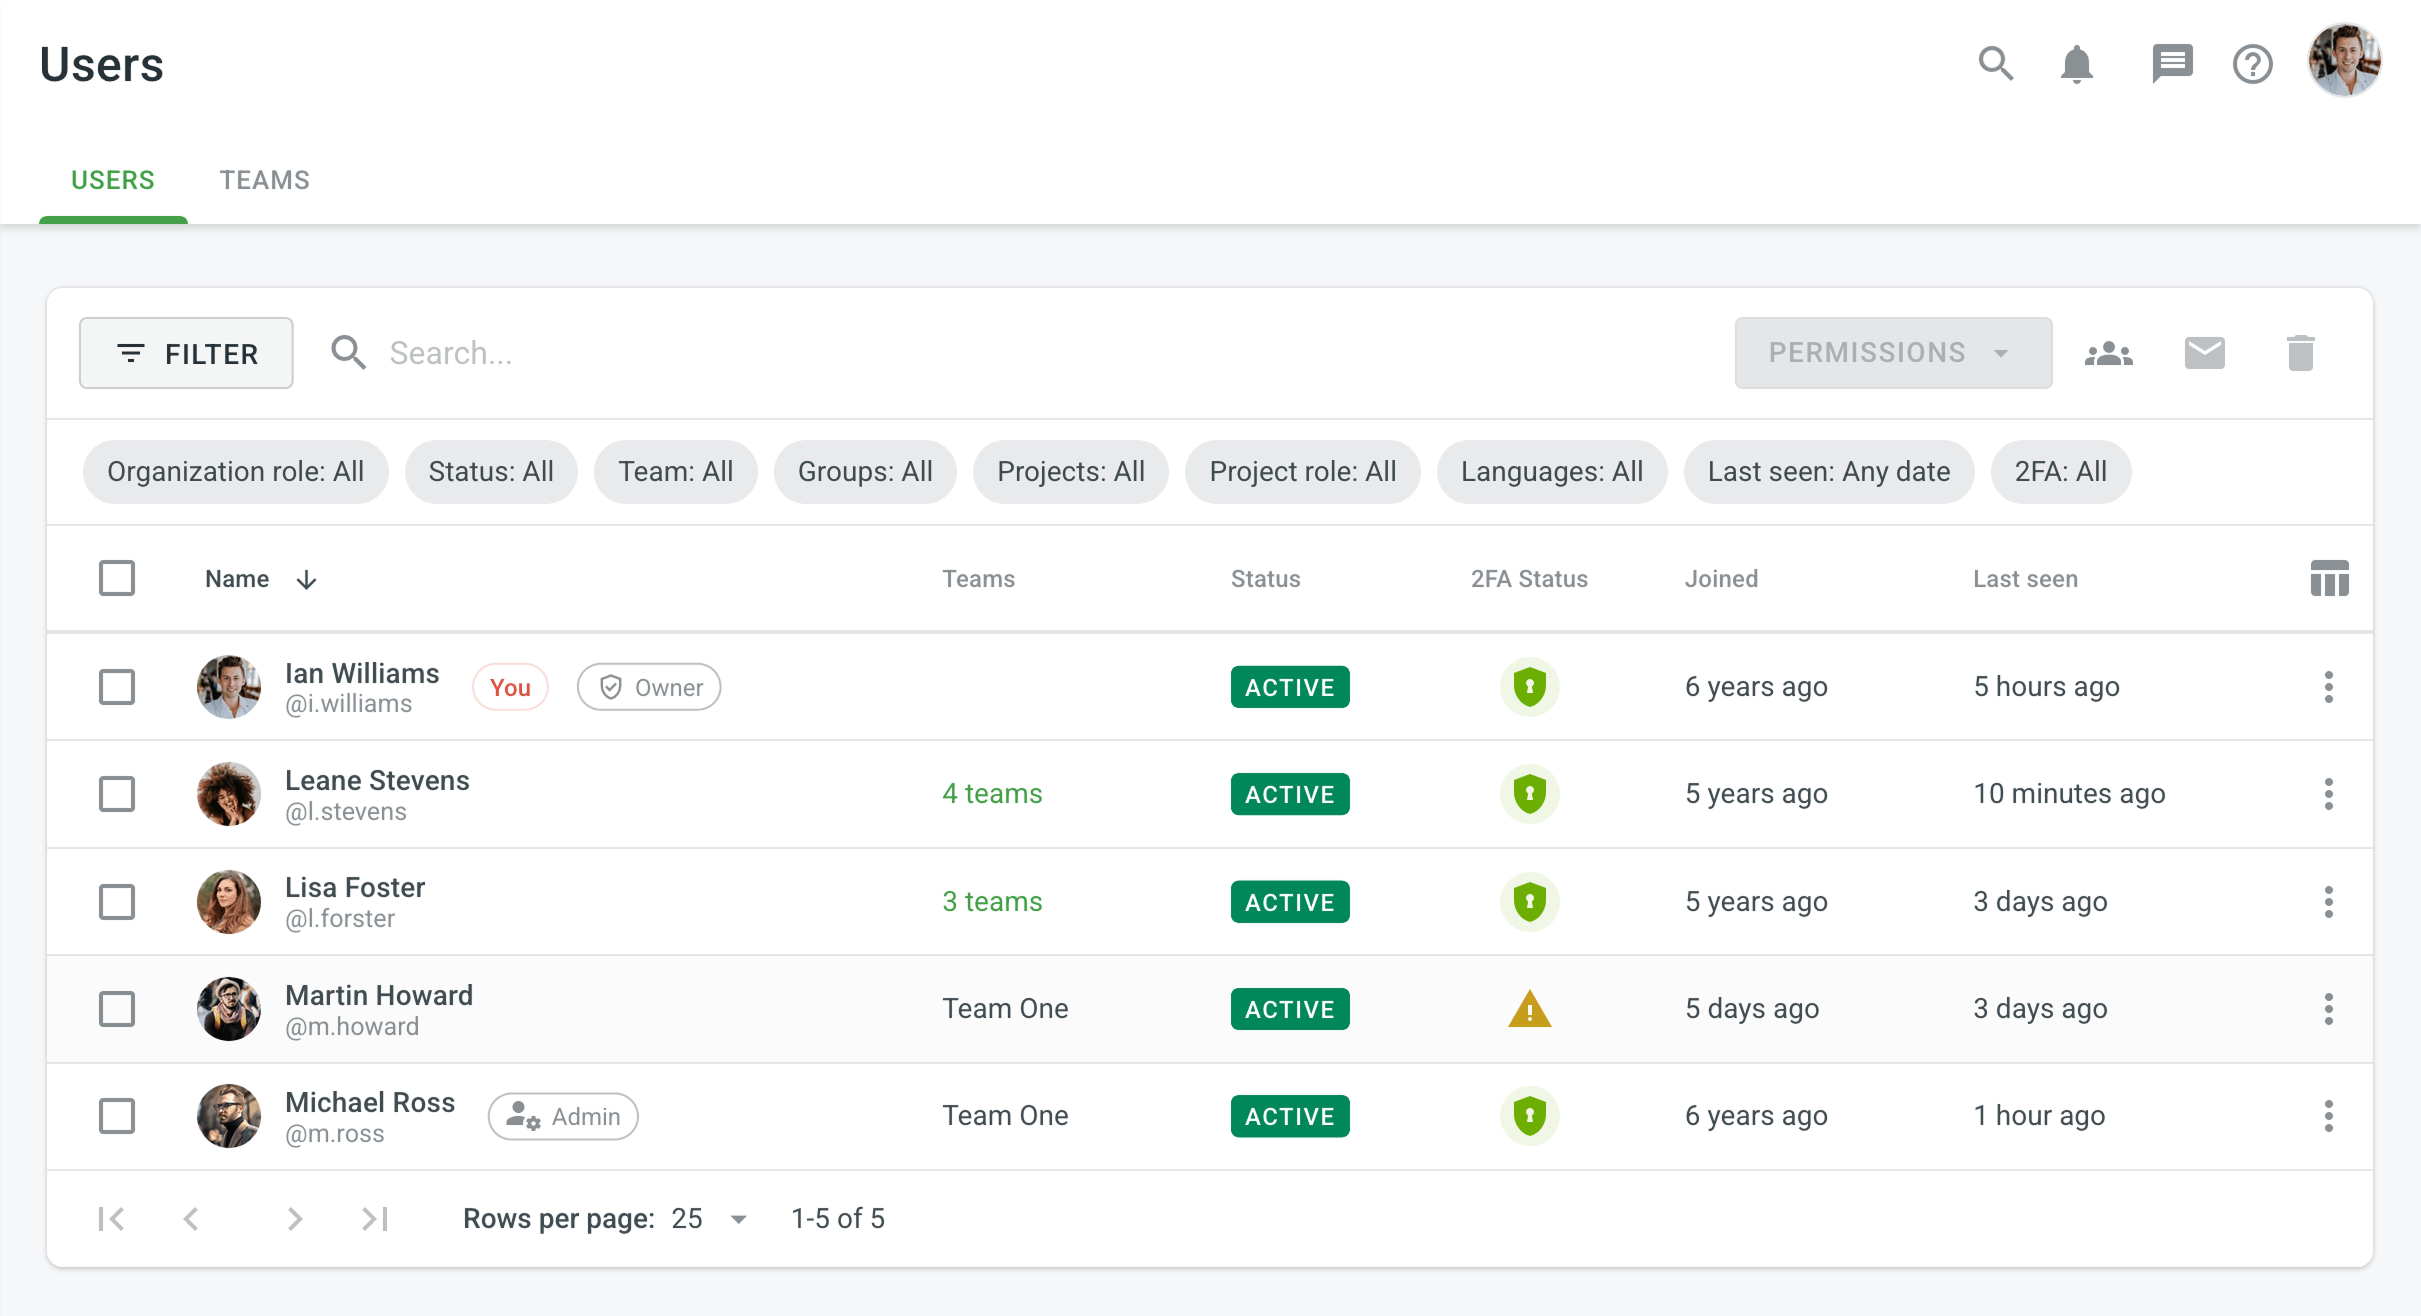 Users
USERS TEAMS
FILTER Search... PERMISSIONS
Organization role: All Status: All Team: All Groups: All Projects: All Project role: All Languages: All Last seen: Any date 2FA: All
Name Teams Status 2FA Status Joined Last seen
Ian Williams
@i.williams
You Owner ACTIVE 6 years ago 5 hours ago
Leane Stevens
@l.stevens
4 teams ACTIVE 5 years ago 10 minutes ago
Lisa Foster
@l.forster
3 teams ACTIVE 5 years ago 3 days ago
Martin Howard
@m.howard
Team One ACTIVE 5 days ago 3 days ago
Michael Ross
@m.ross
Admin Team One ACTIVE 6 years ago 1 hour ago
Rows per page: 25 1-5 of 5